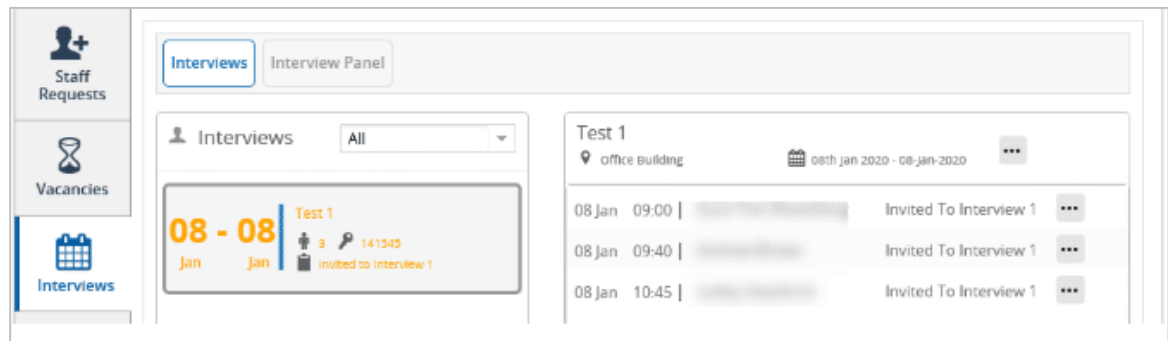 Staff
Requests
Vacancies
Interviews
Interviews Interview Panel
Interviews All
08 - 08
Jan Jan
Test 1
3 141545
Invited to Interview 1
Test 1
Office Building 08th Jan 2020 - 08-Jan-2020
08 Jan 09:00 | Invited To Interview 1
08 Jan 09:40 | Invited To Interview 1
08 Jan 10:45 | Invited To Interview 1